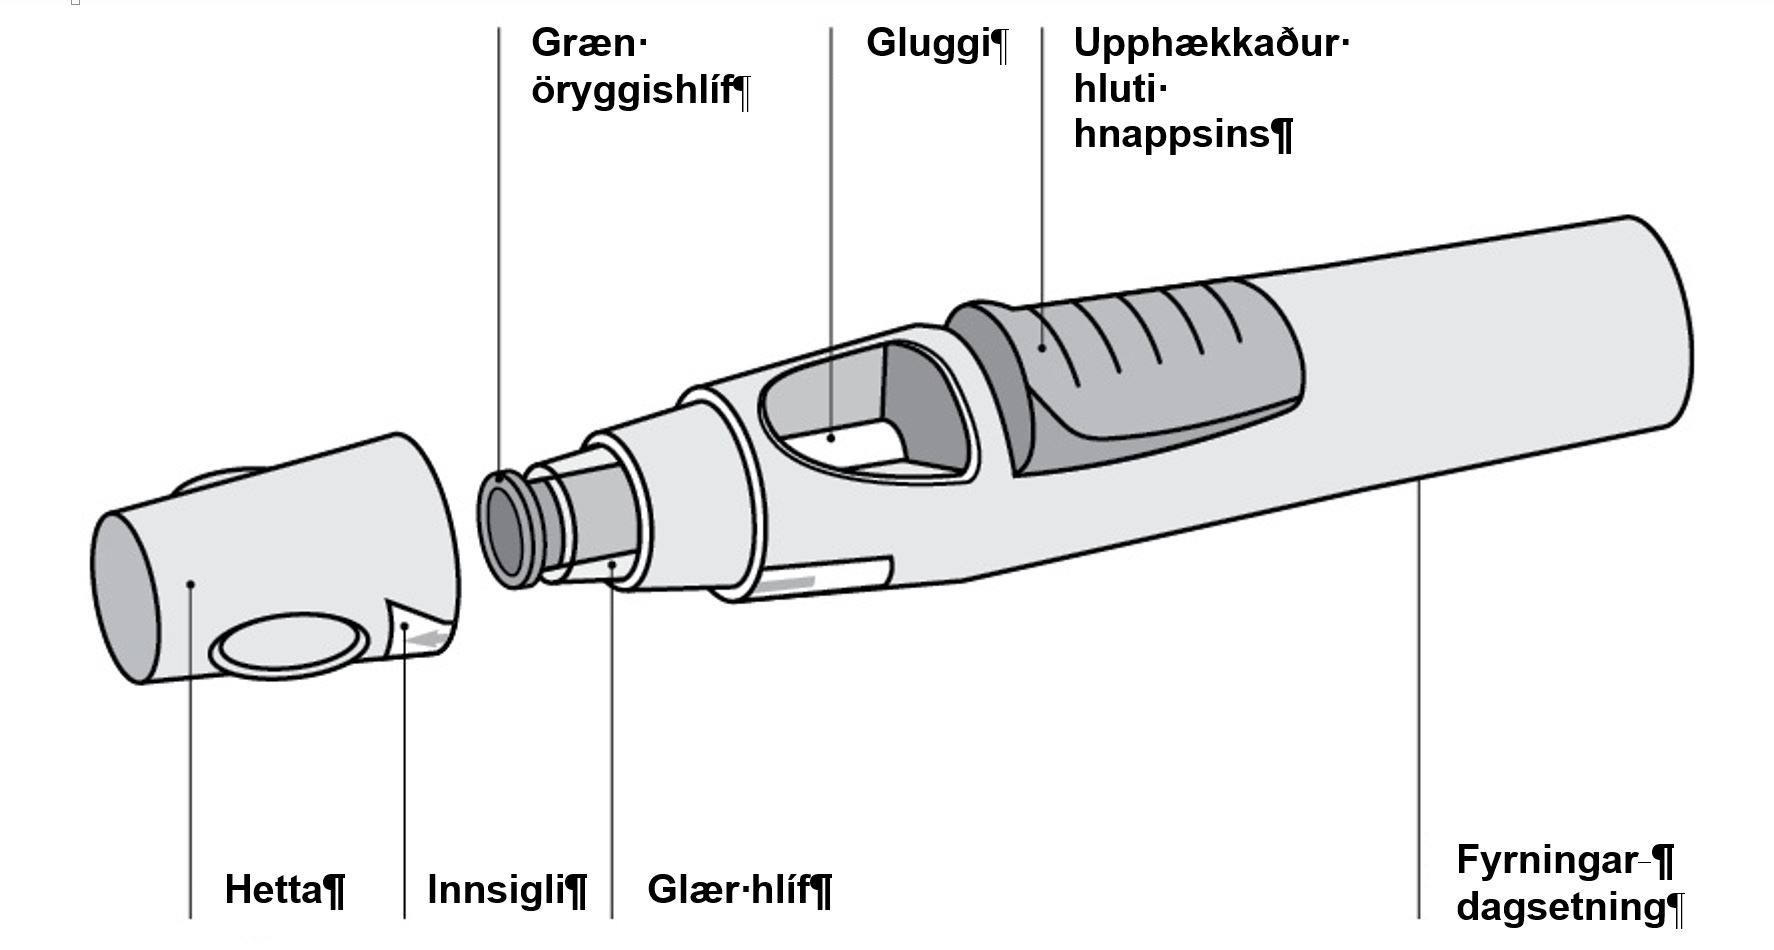 Græn·
öryggishlíf¶
Gluggi¶
Upphækkaður·
hluti·
hnappsins¶
Hetta¶
Innsigli¶
Glær·hlíf¶
Fyrningar–¶
dagsetning¶